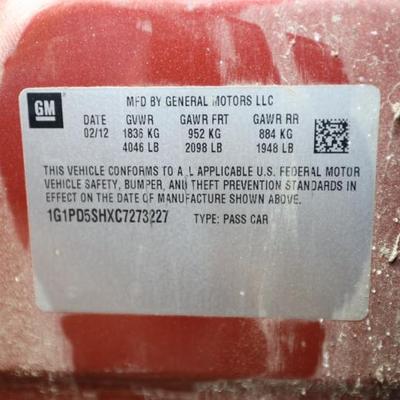 GM
MFD BY GENERAL MOTORS LLC
DATE GVWR GAWR FRT GAWR RR
02/12 1836 KG 952 KG 884 KG
4046 LB 2098 LB 1948 LB
THIS VEHICLE CONFORMS TO ALL APPLICABLE U.S. FEDERAL MOTOR
VEHICLE SAFETY, BUMPER, AND THEFT PREVENTION STANDARDS IN
EFFECT ON THE DATE OF MANUFACTURE SHOWN ABOVE.
1G1PD5SHXC7273227 TYPE: PASS CAR